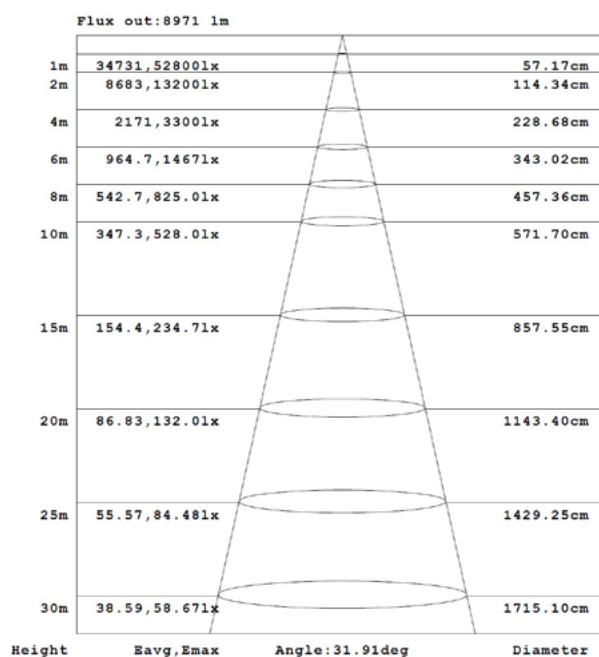 Flux out:8971 lm
1m 34731,52800lx 57.17cm
2m 8683,13200lx 114.34cm
4m 2171,3300lx 228.68cm
6m 964.7,1467lx 343.02cm
8m 542.7,825.0lx 457.36cm
10m 347.3,528.0lx 571.70cm
15m 154.4,234.7lx 857.55cm
20m 86.83,132.0lx 1143.40cm
25m 55.57,84.48lx 1429.25cm
30m 38.59,58.67lx 1715.10cm
Height Eavg,Emax Angle:31.91deg Diameter